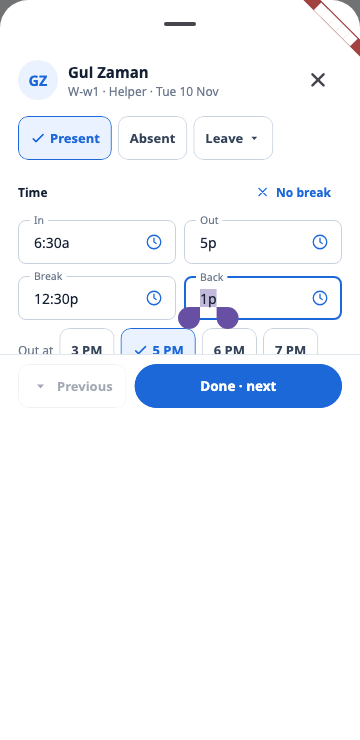 GZ
Gul Zaman
W-w1 · Helper · Tue 10 Nov
Present
Absent
Leave
Time
No break
In
6:30a
Out
5p
Break
12:30p
Back
1p
Out at
3 PM
5 PM
6 PM
7 PM
Previous
Done · next